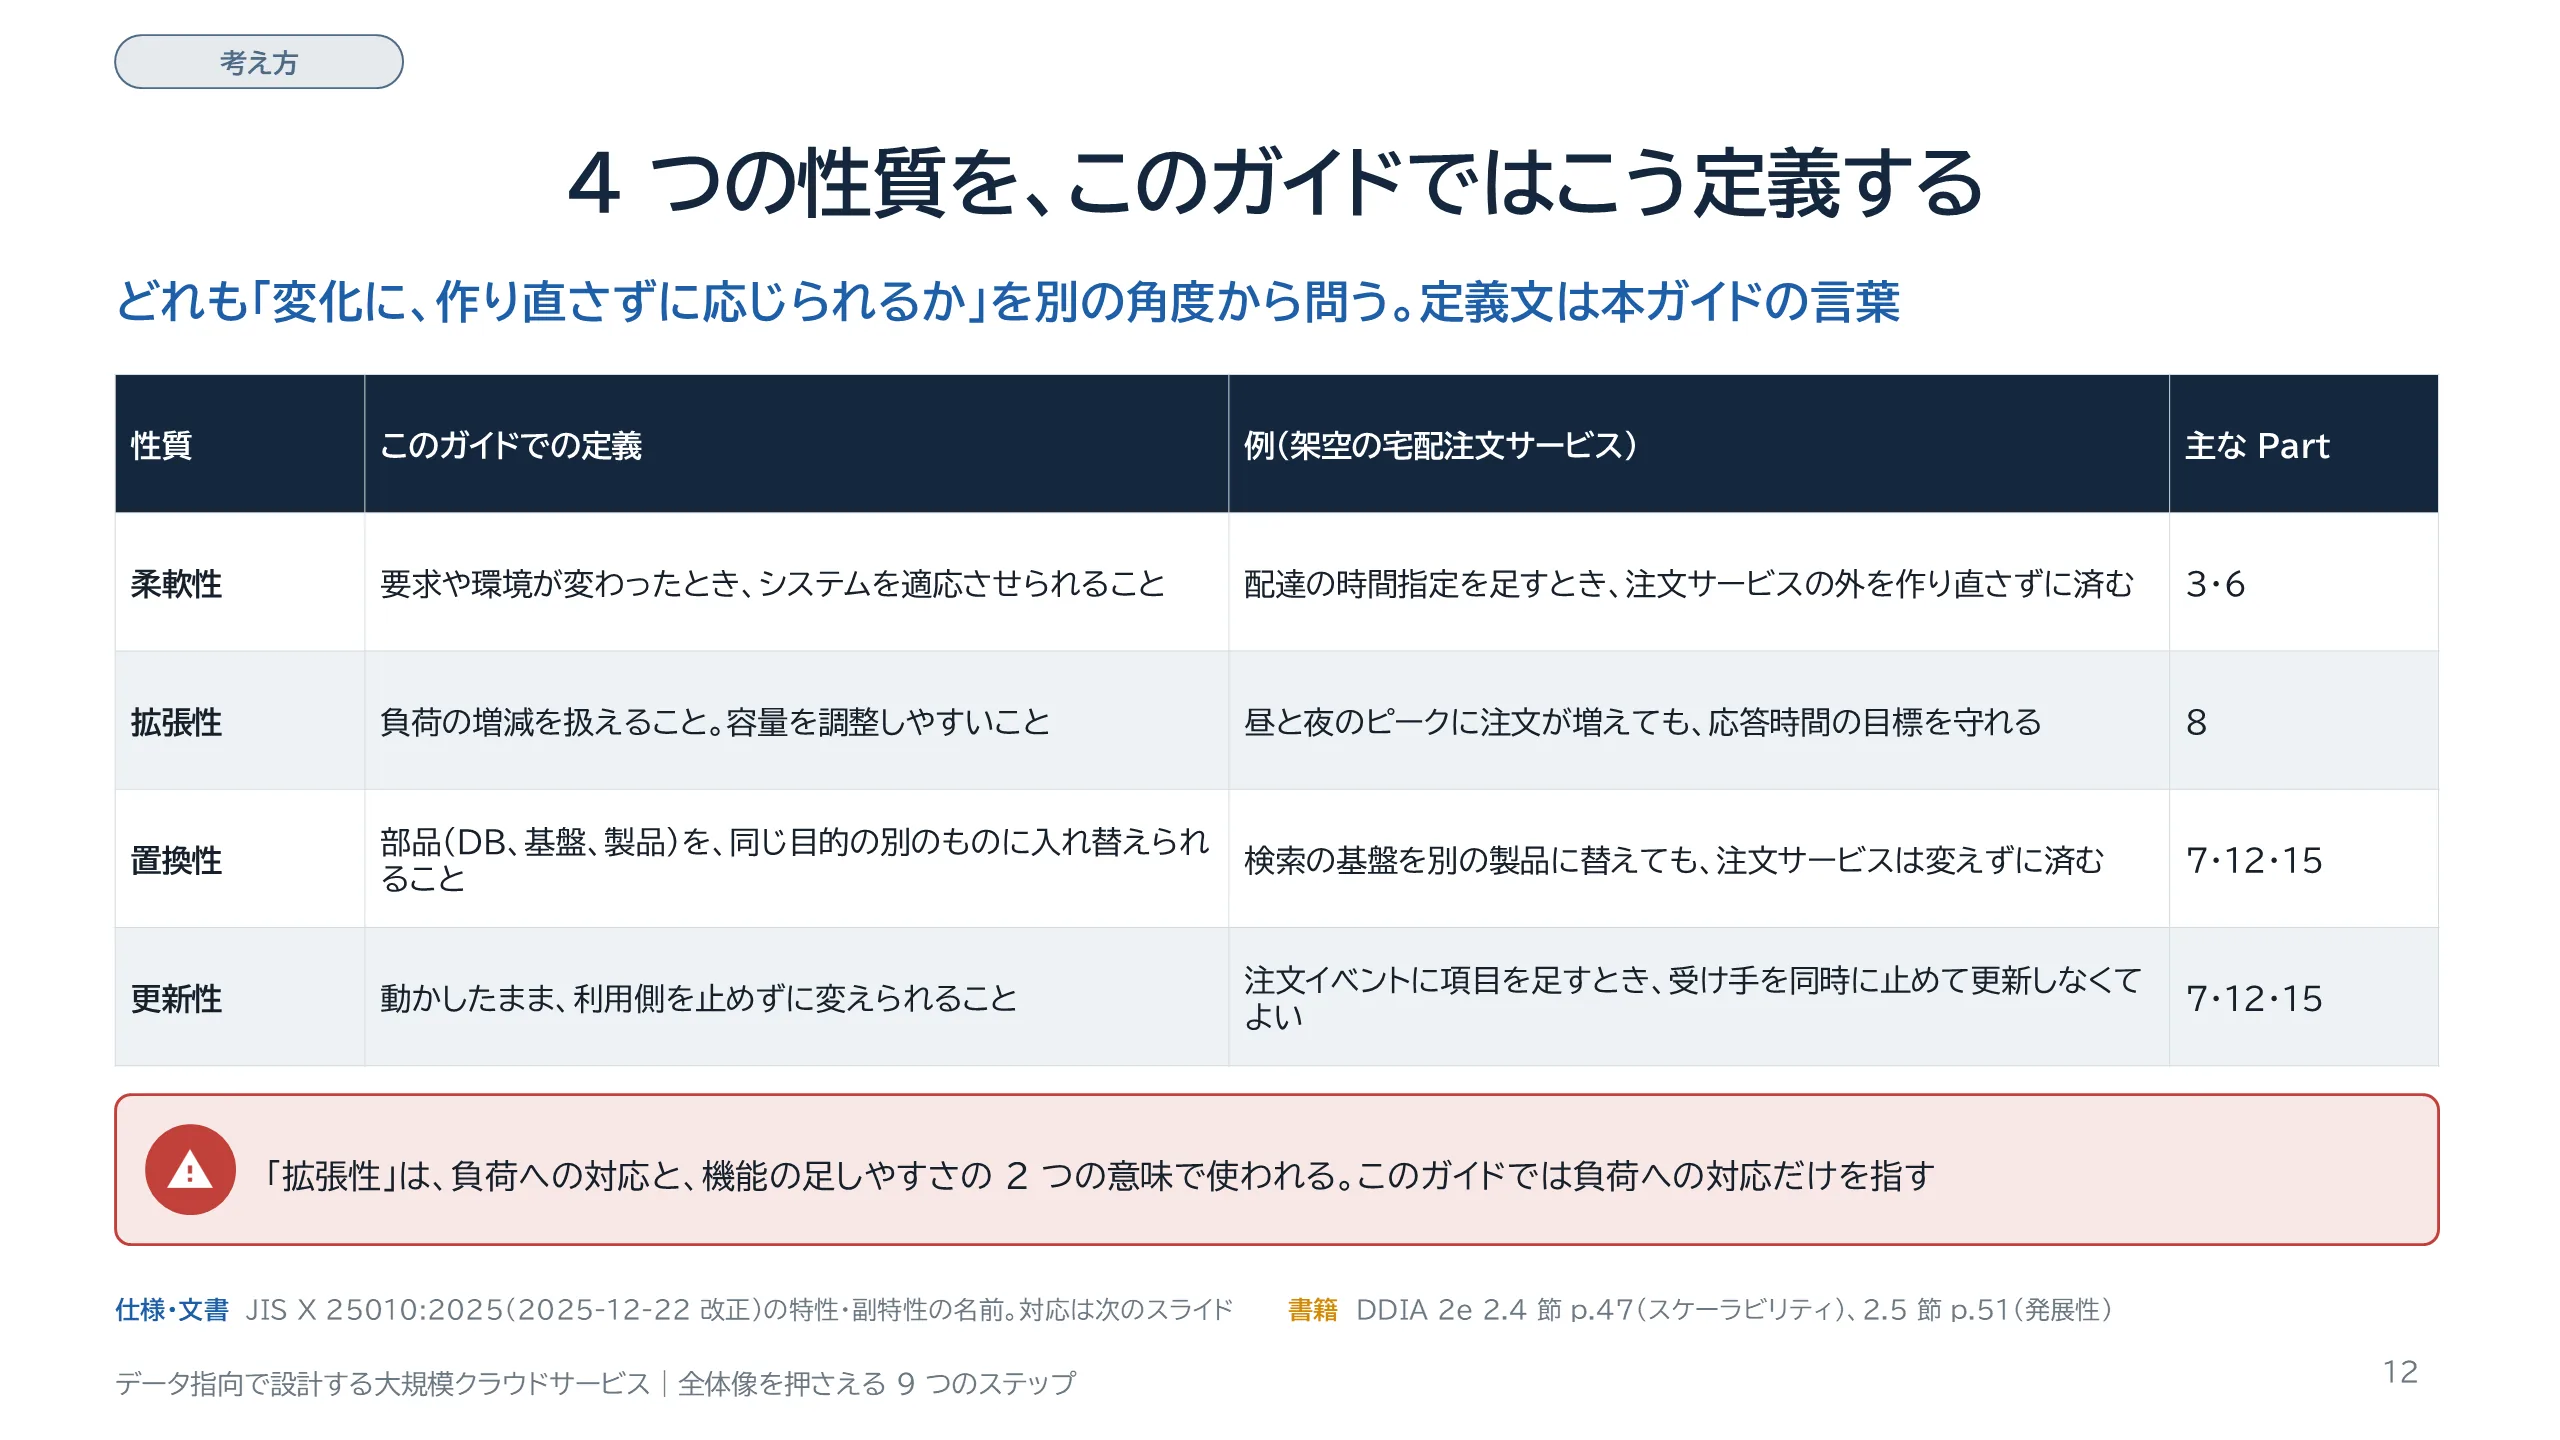 考え方
4 つの性質を、このガイドではこう定義する
どれも「変化に、作り直さずに応じられるか」を別の角度から問う。定義文は本ガイドの言葉
性質
このガイドでの定義
例（架空の宅配注文サービス）
主な Part
柔軟性
要求や環境が変わったとき、システムを適応させられること
配達の時間指定を足すとき、注文サービスの外を作り直さずに済む
3・6
拡張性
負荷の増減を扱えること。容量を調整しやすいこと
昼と夜のピークに注文が増えても、応答時間の目標を守れる
8
置換性
部品（DB、基盤、製品）を、同じ目的の別のものに入れ替えられ
ること
検索の基盤を別の製品に替えても、注文サービスは変えずに済む
7・12・15
更新性
動かしたまま、利用側を止めずに変えられること
注文イベントに項目を足すとき、受け手を同時に止めて更新しなくて
よい
7・12・15
「拡張性」は、負荷への対応と、機能の足しやすさの 2 つの意味で使われる。このガイドでは負荷への対応だけを指す
仕様・文書 JIS X 25010:2025（2025-12-22 改正）の特性・副特性の名前。対応は次のスライド
書籍 DDIA 2e 2.4 節 p.47（スケーラビリティ）、2.5 節 p.51（発展性）
データ指向で設計する大規模クラウドサービス｜全体像を押さえる 9 つのステップ
12